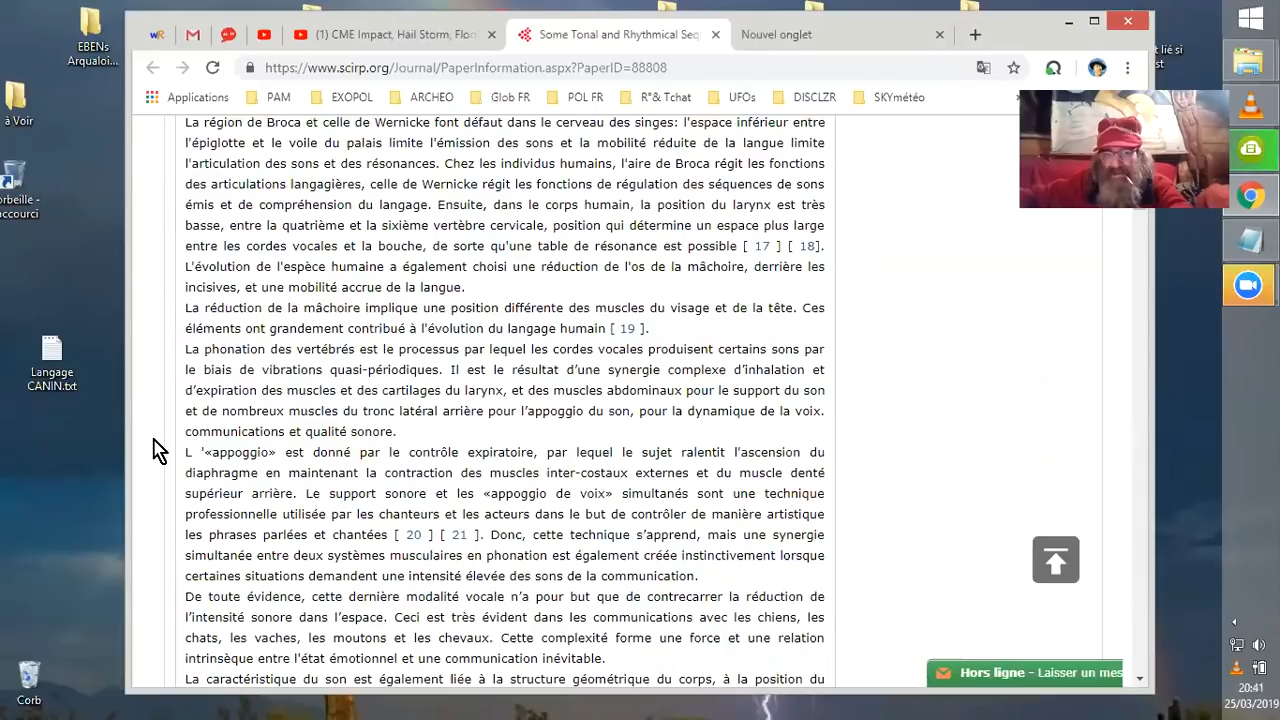 EBENs
Arqualoi...
à Voir
orbeille -
accourci
Langage
CANIN.txt
Corb
(1) CME Impact, Hail Storm, Floo
Some Tonal and Rhythmical Seq
Nouvel onglet
https://www.scirp.org/Journal/PaperInformation.aspx?PaperID=88808
Applications
PAM
EXOPOL
ARCHEO
Glob FR
POL FR
R°& Tchat
UFOs
DISCLZR
SKYmétéo
La région de Broca et celle de Wernicke font défaut dans le cerveau des singes: l'espace inférieur entre
l'épiglotte et le voile du palais limite l'émission des sons et la mobilité réduite de la langue limite
l'articulation des sons et des résonances. Chez les individus humains, l'aire de Broca régit les fonctions
des articulations langagières, celle de Wernicke régit les fonctions de régulation des séquences de sons
émis et de compréhension du langage. Ensuite, dans le corps humain, la position du larynx est très
basse, entre la quatrième et la sixième vertèbre cervicale, position qui détermine un espace plus large
entre les cordes vocales et la bouche, de sorte qu'une table de résonance est possible [ 17 ] [ 18].
L'évolution de l'espèce humaine a également choisi une réduction de l'os de la mâchoire, derrière les
incisives, et une mobilité accrue de la langue.
La réduction de la mâchoire implique une position différente des muscles du visage et de la tête. Ces
éléments ont grandement contribué à l'évolution du langage humain [ 19 ].
La phonation des vertébrés est le processus par lequel les cordes vocales produisent certains sons par
le biais de vibrations quasi-périodiques. Il est le résultat d'une synergie complexe d'inhalation et
d'expiration des muscles et des cartilages du larynx, et des muscles abdominaux pour le support du son
et de nombreux muscles du tronc latéral arrière pour l'appoggio du son, pour la dynamique de la voix.
communications et qualité sonore.
L '«appoggio» est donné par le contrôle expiratoire, par lequel le sujet ralentit l'ascension du
diaphragme en maintenant la contraction des muscles inter-costaux externes et du muscle denté
supérieur arrière. Le support sonore et les «appoggio de voix» simultanés sont une technique
professionnelle utilisée par les chanteurs et les acteurs dans le but de contrôler de manière artistique
les phrases parlées et chantées [ 20 ] [ 21 ]. Donc, cette technique s'apprend, mais une synergie
simultanée entre deux systèmes musculaires en phonation est également créée instinctivement lorsque
certaines situations demandent une intensité élevée des sons de la communication.
De toute évidence, cette dernière modalité vocale n'a pour but que de contrecarrer la réduction de
l'intensité sonore dans l'espace. Ceci est très évident dans les communications avec les chiens, les
chats, les vaches, les moutons et les chevaux. Cette complexité forme une force et une relation
intrinsèque entre l'état émotionnel et une communication inévitable.
La caractéristique du son est également liée à la structure géométrique du corps, à la position du
Hors ligne - Laisser un mes
lié si
st
20:41
25/03/2019